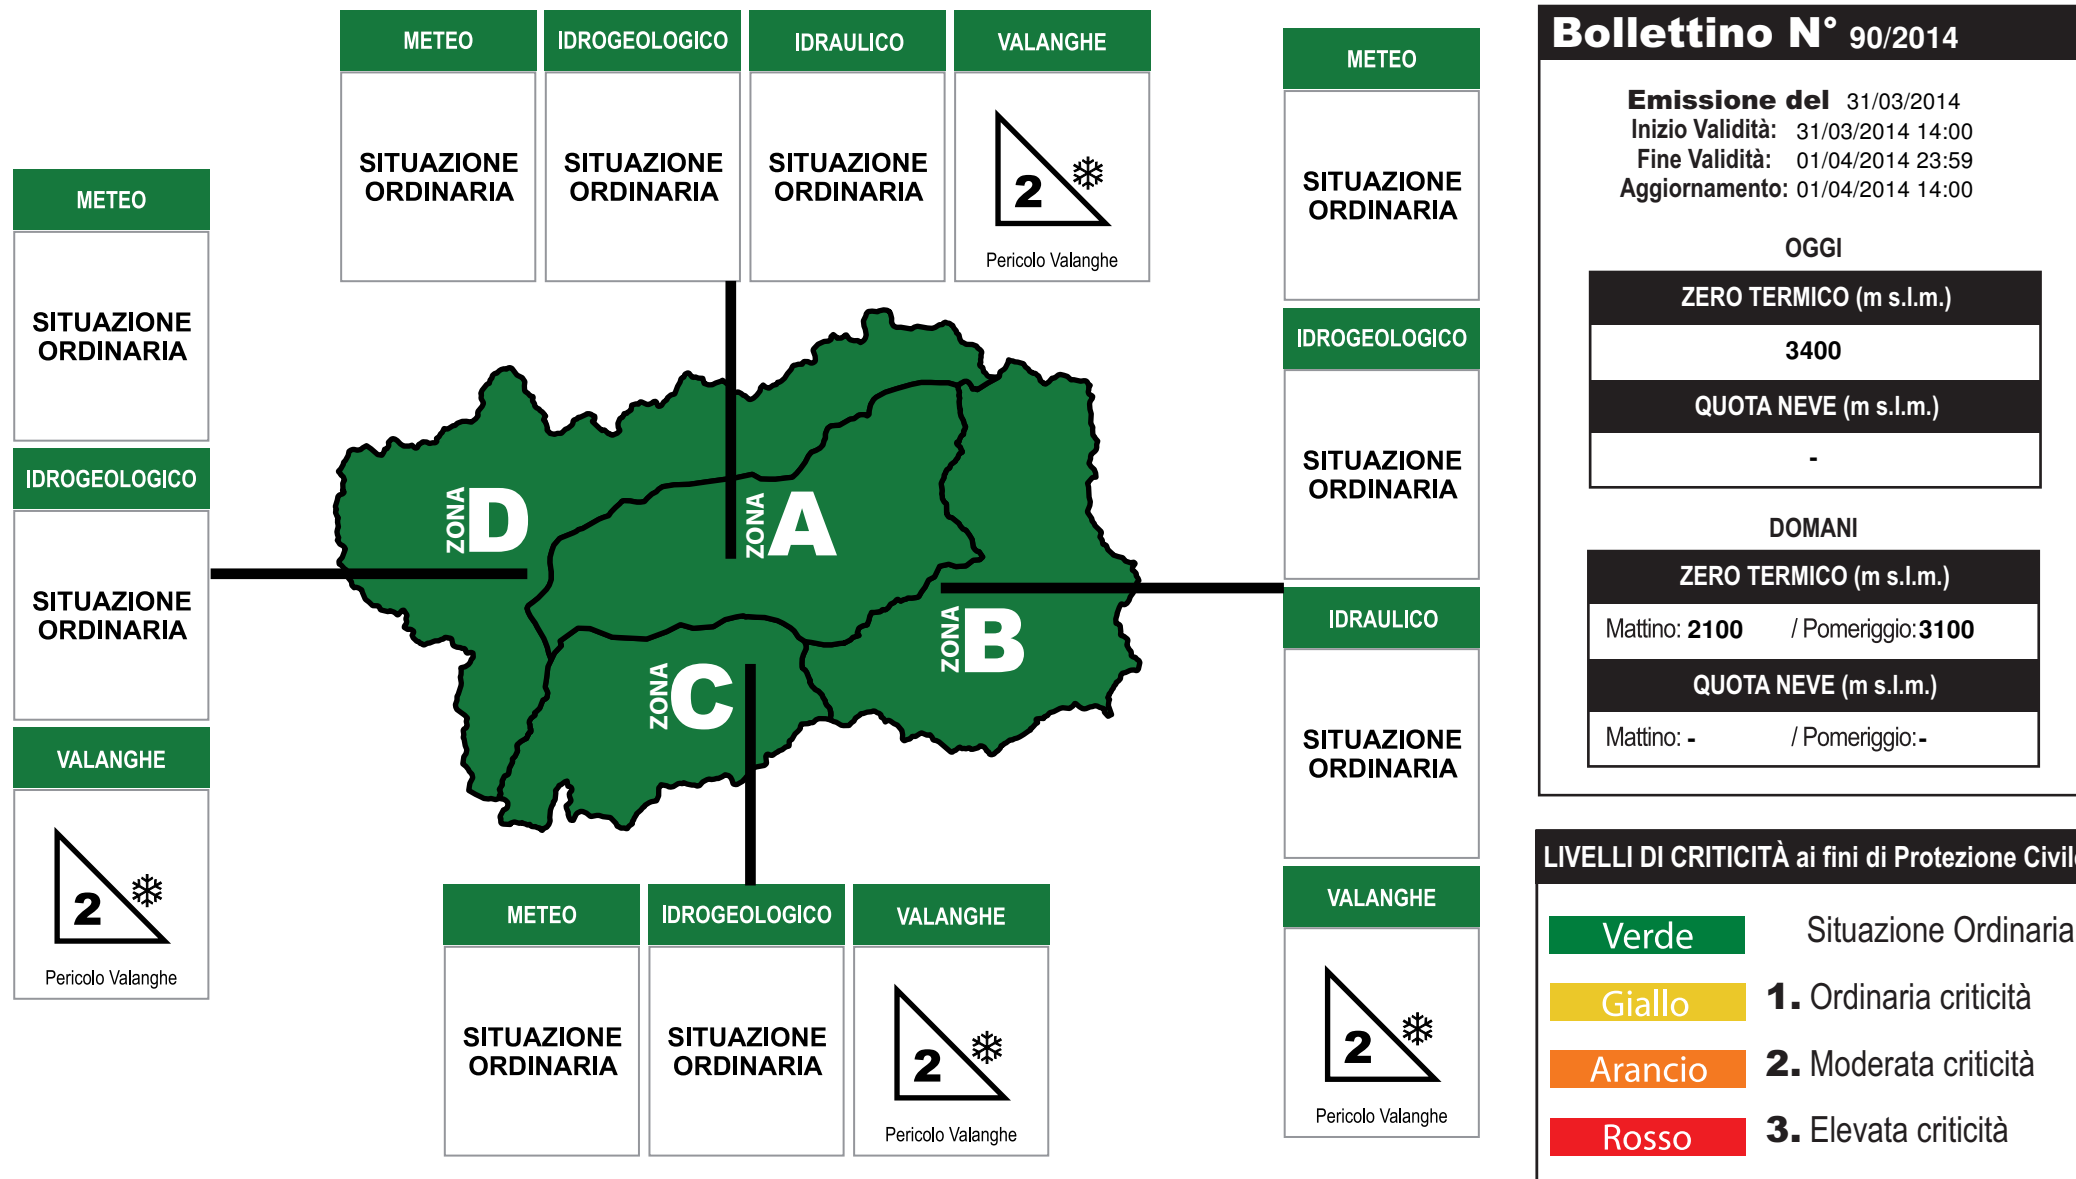 METEO
IDROGEOLOGICO
IDRAULICO
VALANGHE
SITUAZIONE
ORDINARIA
SITUAZIONE
ORDINARIA
SITUAZIONE
ORDINARIA
2
Pericolo Valanghe
METEO
SITUAZIONE
ORDINARIA
IDROGEOLOGICO
SITUAZIONE
ORDINARIA
VALANGHE
2
Pericolo Valanghe
ZONA D
ZONA A
ZONA B
ZONA C
METEO
SITUAZIONE
ORDINARIA
IDROGEOLOGICO
SITUAZIONE
ORDINARIA
IDRAULICO
SITUAZIONE
ORDINARIA
VALANGHE
2
Pericolo Valanghe
METEO
IDROGEOLOGICO
VALANGHE
SITUAZIONE
ORDINARIA
SITUAZIONE
ORDINARIA
2
Pericolo Valanghe
Bollettino N° 90/2014
Emissione del 31/03/2014
Inizio Validità: 31/03/2014 14:00
Fine Validità: 01/04/2014 23:59
Aggiornamento: 01/04/2014 14:00
OGGI
ZERO TERMICO (m s.l.m.)
3400
QUOTA NEVE (m s.l.m.)
-
DOMANI
ZERO TERMICO (m s.l.m.)
Mattino: 2100 / Pomeriggio: 3100
QUOTA NEVE (m s.l.m.)
Mattino: - / Pomeriggio: -
LIVELLI DI CRITICITÀ ai fini di Protezione Civile
Verde Situazione Ordinaria
Giallo 1. Ordinaria criticità
Arancio 2. Moderata criticità
Rosso 3. Elevata criticità